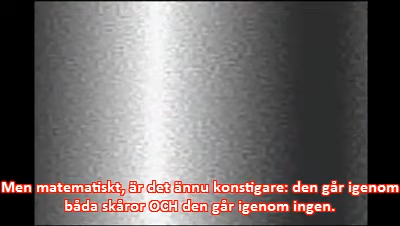 Men matematiskt, är det ännu konstigare: den går igenom
båda skåror OCH den går igenom ingen.